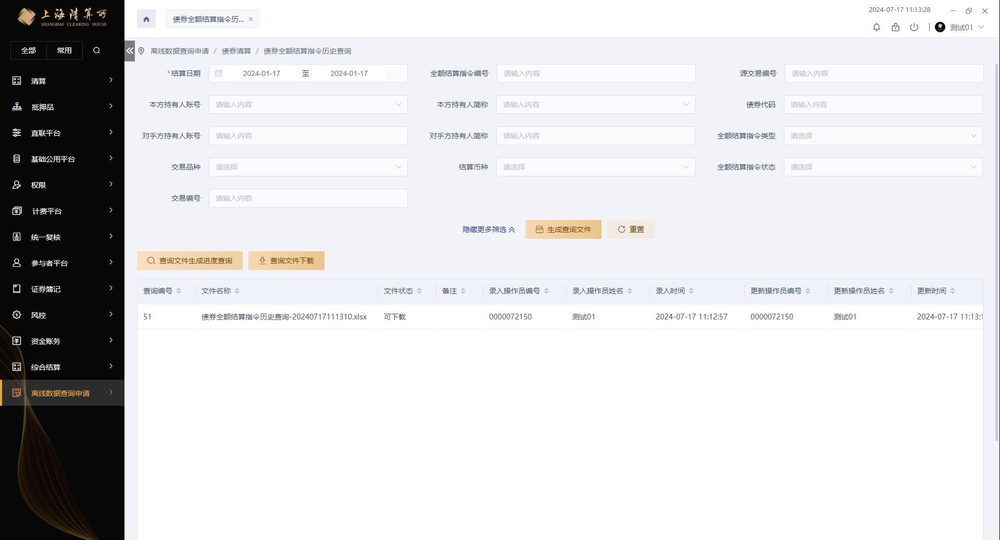 上海清算所
SHANGHAI CLEARING HOUSE
全部
常用
清算
抵押品
直联平台
基础公用平台
权限
计费平台
统一复核
参与者平台
证券簿记
风控
资金账务
综合结算
离线数据查询申请
债券全额结算指令历...
2024-07-17 11:13:28
测试01
离线数据查询申请 / 债券清算 / 债券全额结算指令历史查询
*结算日期 2024-01-17 至 2024-01-17 全额结算指令编号 请输入内容 源交易编号 请输入内容
本方持有人账号 请输入内容 本方持有人简称 请输入内容 债券代码 请输入内容
对手方持有人账号 请输入内容 对手方持有人简称 请输入内容 全额结算指令类型 请选择
交易品种 请选择 结算币种 请选择 全额结算指令状态 请选择
交易编号 请输入内容
隐藏更多筛选 生成查询文件 重置
查询文件生成进度查询 查询文件下载
查询编号 文件名称 文件状态 备注 录入操作员编号 录入操作员姓名 录入时间 更新操作员编号 更新操作员姓名 更新时间
51 债券全额结算指令历史查询-20240717111310.xlsx 可下载 0000072150 测试01 2024-07-17 11:12:57 0000072150 测试01 2024-07-17 11:13:1